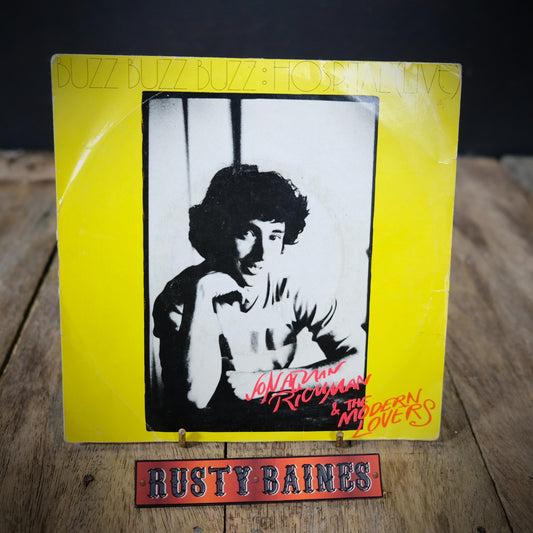 BUZZ BUZZ BUZZ : HOSPITAL (LIVE)
JONATHAN
RICHMAN
& THE
MODERN
LOVERS
RUSTY BAINES